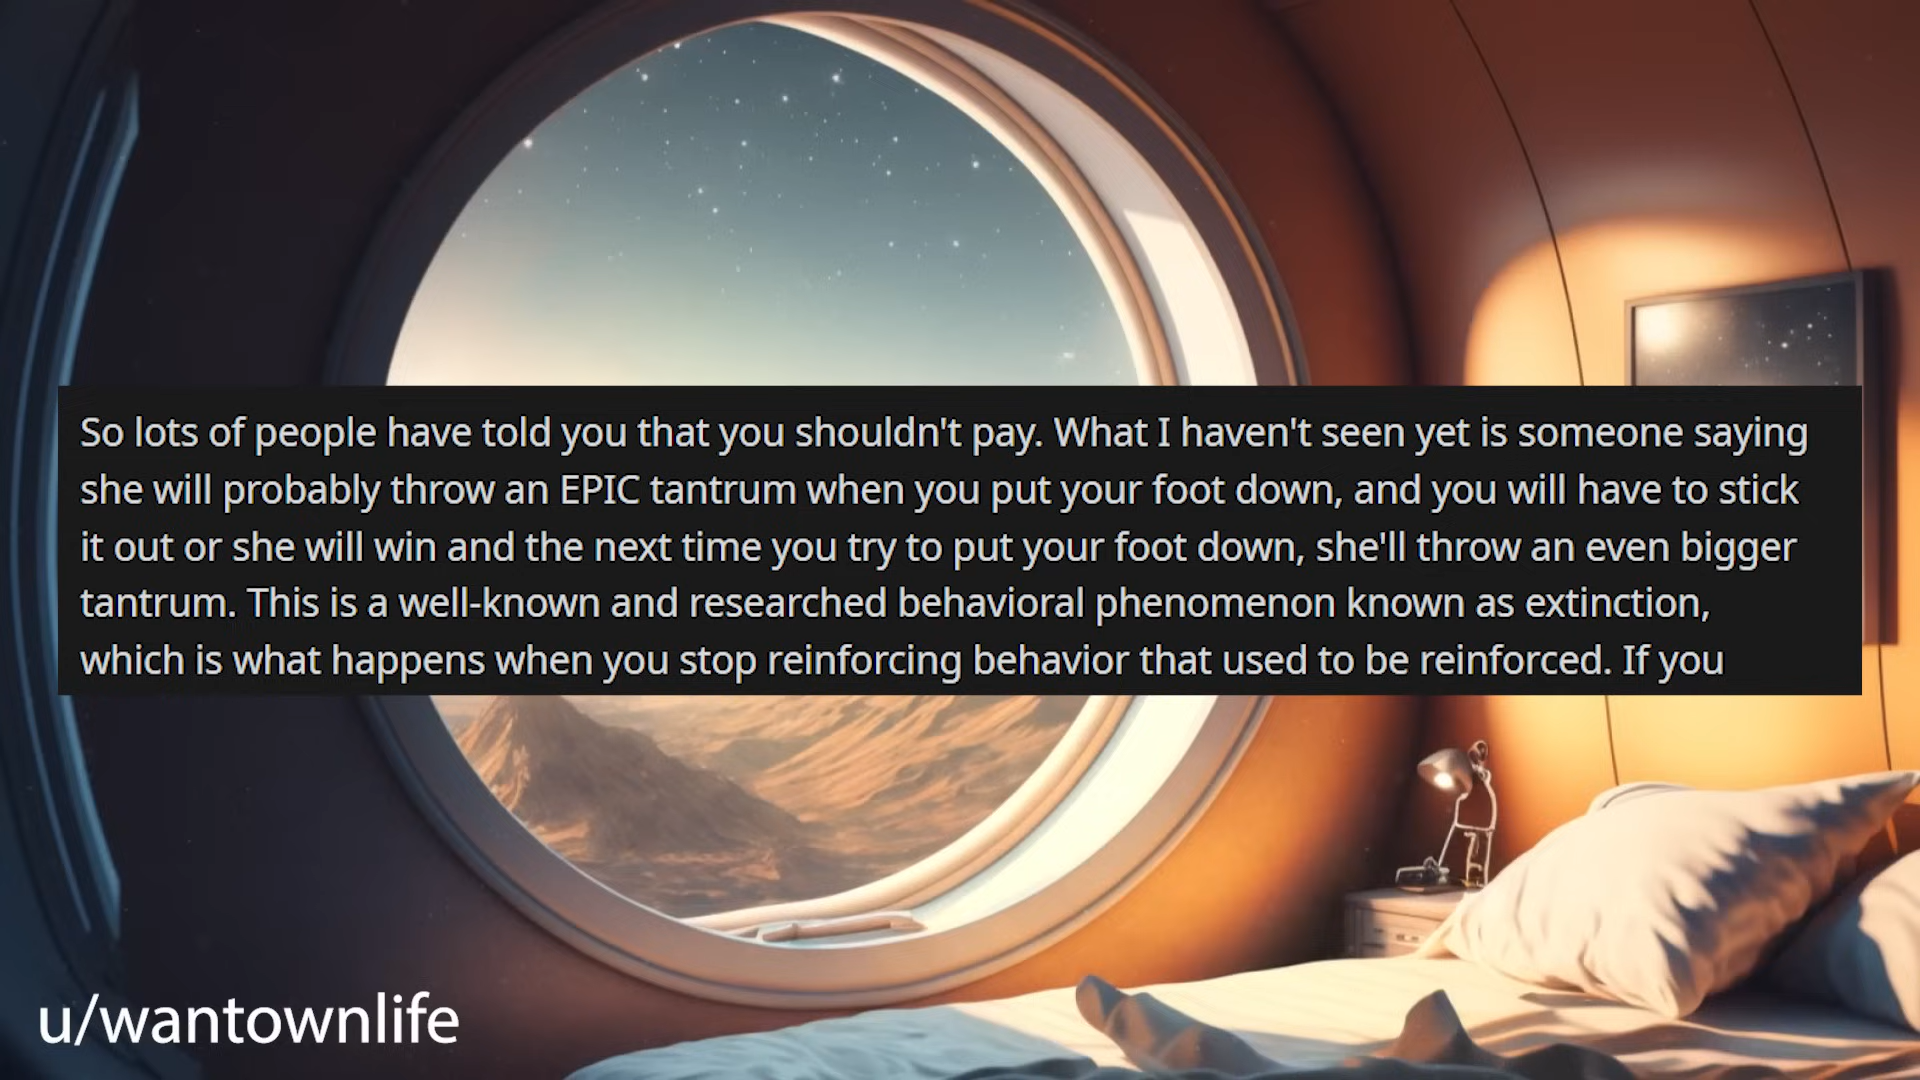 So lots of people have told you that you shouldn't pay. What I haven't seen yet is someone saying
she will probably throw an EPIC tantrum when you put your foot down, and you will have to stick
it out or she will win and the next time you try to put your foot down, she'll throw an even bigger
tantrum. This is a well-known and researched behavioral phenomenon known as extinction,
which is what happens when you stop reinforcing behavior that used to be reinforced. If you
u/wantownlife